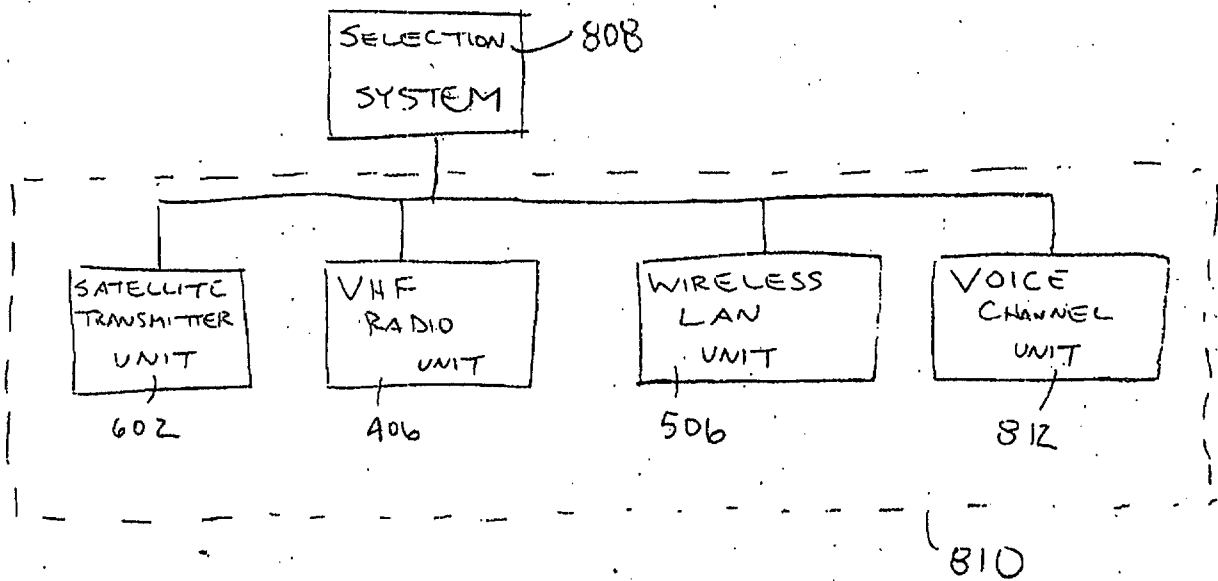 SELECTION
SYSTEM
808
SATELLITE
TRANSMITTER
UNIT
VHF
RADIO
UNIT
WIRELESS
LAN
UNIT
VOICE
CHANNEL
UNIT
602
406
506
812
810